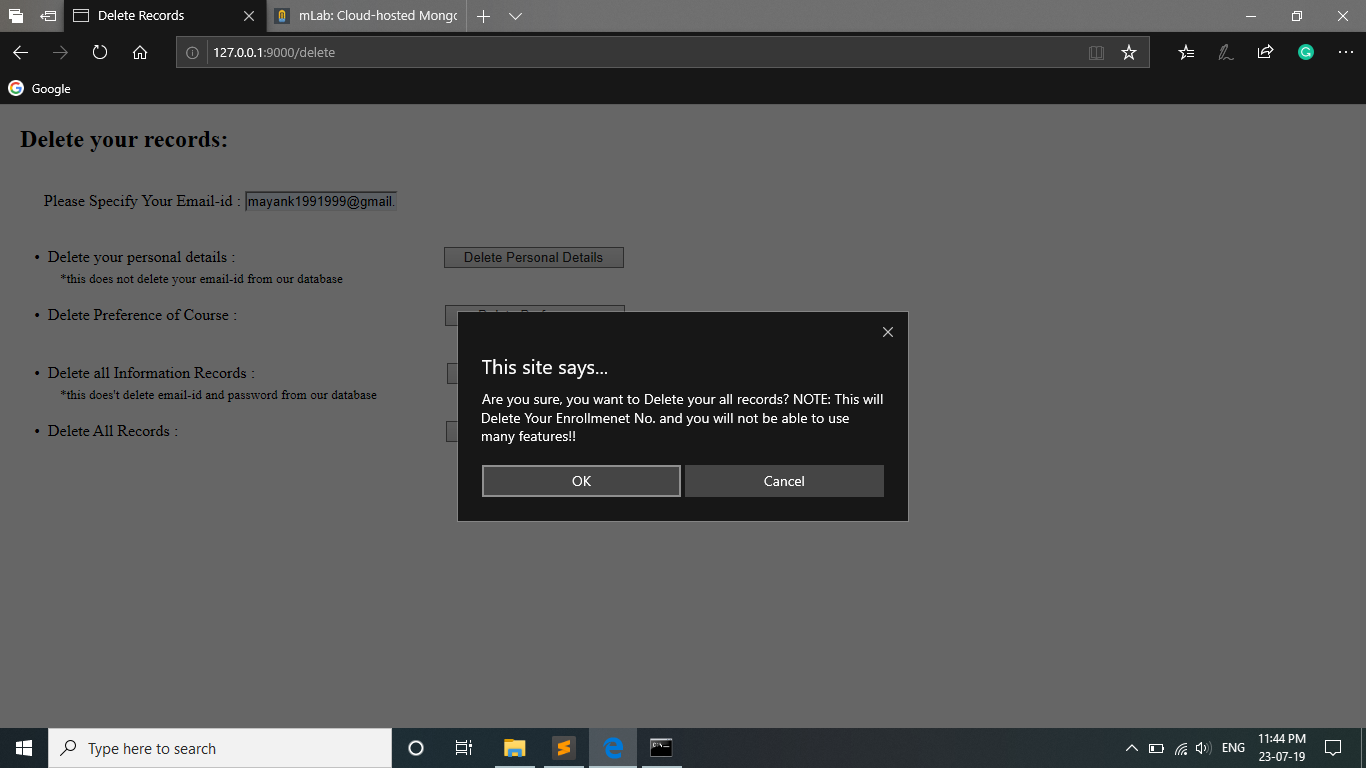 Delete Records
mLab: Cloud-hosted Mongo
127.0.0.1:9000/delete
Google
Delete your records:
Please Specify Your Email-id : mayank1991999@gmail.
• Delete your personal details :
Delete Personal Details
*this does not delete your email-id from our database
• Delete Preference of Course :
• Delete all Information Records :
*this does't delete email-id and password from our database
• Delete All Records :
This site says...
Are you sure, you want to Delete your all records? NOTE: This will
Delete Your Enrollmenet No. and you will not be able to use
many features!!
OK
Cancel
Type here to search
ENG
11:44 PM
23-07-19